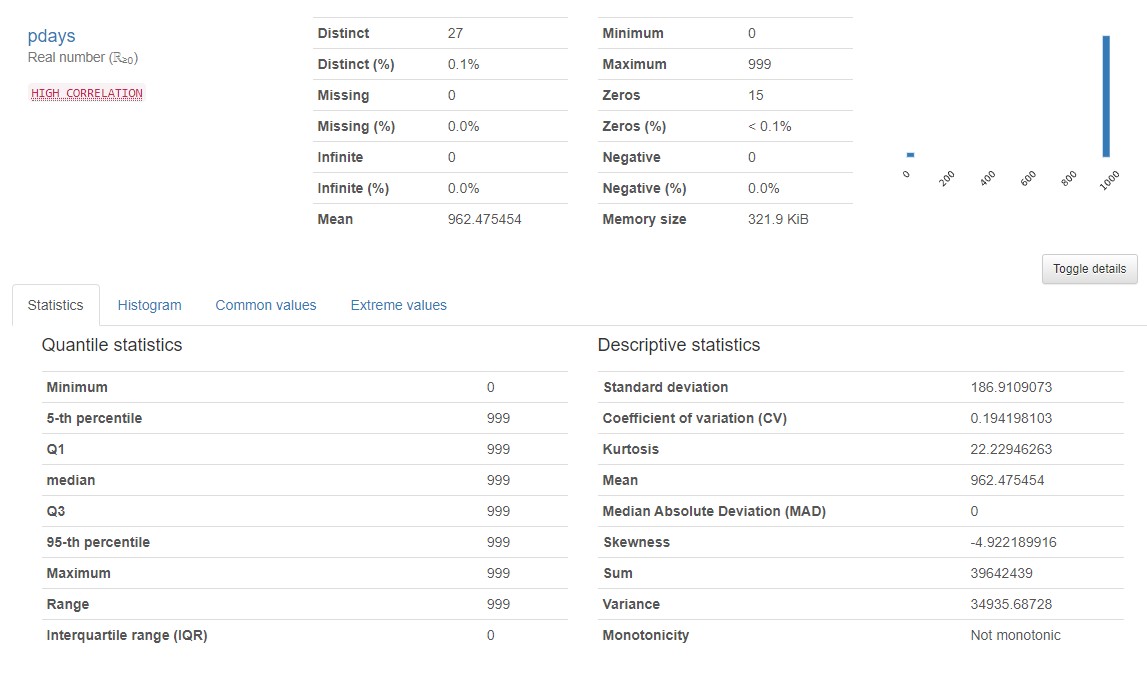 pdays
Real number (ℝ≥0)
HIGH CORRELATION
Distinct 27
Distinct (%) 0.1%
Missing 0
Missing (%) 0.0%
Infinite 0
Infinite (%) 0.0%
Mean 962.475454
Minimum 0
Maximum 999
Zeros 15
Zeros (%) < 0.1%
Negative 0
Negative (%) 0.0%
Memory size 321.9 KiB
0 200 400 600 800 1000
Toggle details
Statistics Histogram Common values Extreme values
Quantile statistics
Minimum 0
5-th percentile 999
Q1 999
median 999
Q3 999
95-th percentile 999
Maximum 999
Range 999
Interquartile range (IQR) 0
Descriptive statistics
Standard deviation 186.9109073
Coefficient of variation (CV) 0.194198103
Kurtosis 22.22946263
Mean 962.475454
Median Absolute Deviation (MAD) 0
Skewness -4.922189916
Sum 39642439
Variance 34935.68728
Monotonicity Not monotonic